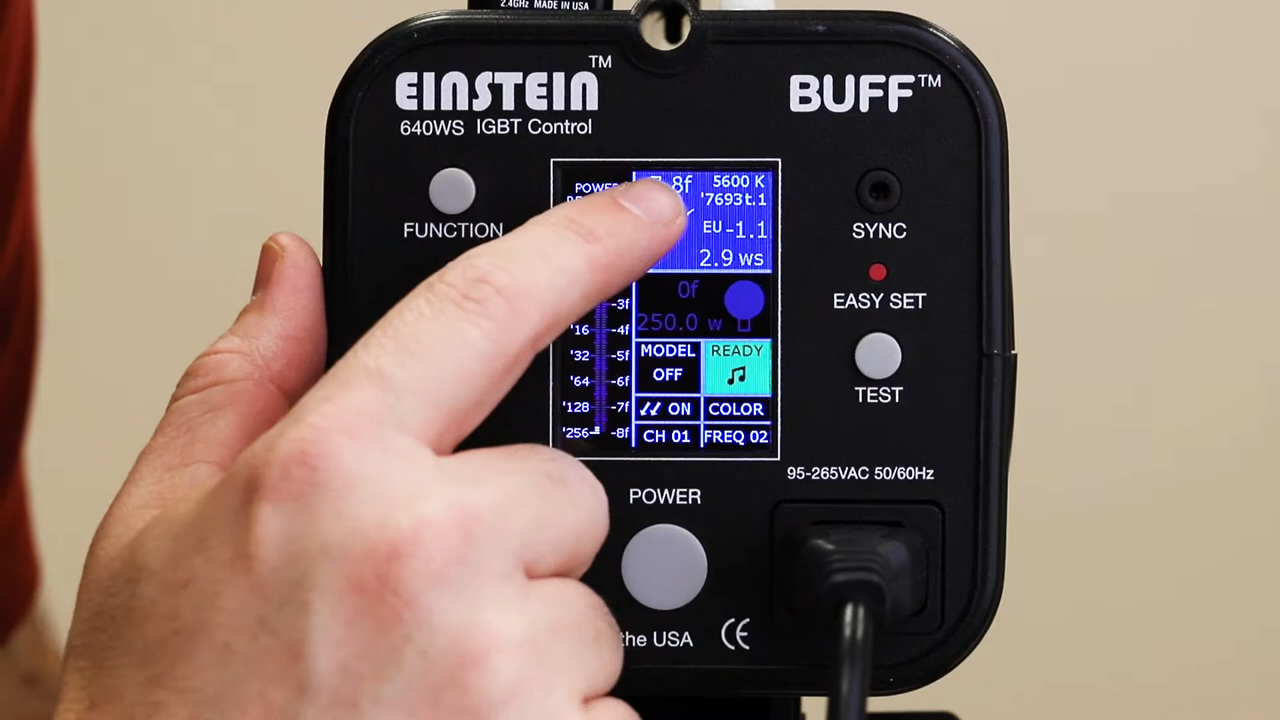 2.4GHz MADE IN USA
EINSTEIN™
640WS IGBT Control
BUFF™
FUNCTION
POWER
8f
5600 K
'7693t.1
EU -1.1
2.9 ws
0f
250.0 w
-3f
'16 -4f
'32 -5f
'64 -6f
'128 -7f
'256 -8f
MODEL
OFF
READY
ON
COLOR
CH 01
FREQ 02
SYNC
EASY SET
TEST
95-265VAC 50/60Hz
POWER
the USA
CE